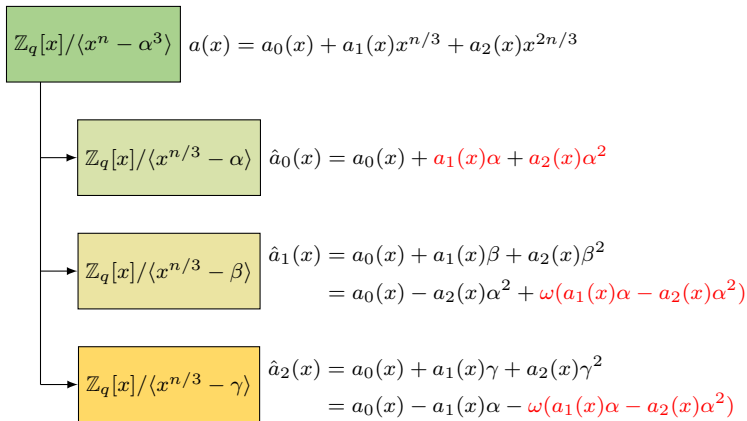 ℤ_q[x]/⟨x^n − α^3⟩ a(x) = a_0(x) + a_1(x)x^{n/3} + a_2(x)x^{2n/3}
ℤ_q[x]/⟨x^{n/3} − α⟩ â_0(x) = a_0(x) + a_1(x)α + a_2(x)α^2
ℤ_q[x]/⟨x^{n/3} − β⟩ â_1(x) = a_0(x) + a_1(x)β + a_2(x)β^2
= a_0(x) − a_2(x)α^2 + ω(a_1(x)α − a_2(x)α^2)
ℤ_q[x]/⟨x^{n/3} − γ⟩ â_2(x) = a_0(x) + a_1(x)γ + a_2(x)γ^2
= a_0(x) − a_1(x)α − ω(a_1(x)α − a_2(x)α^2)